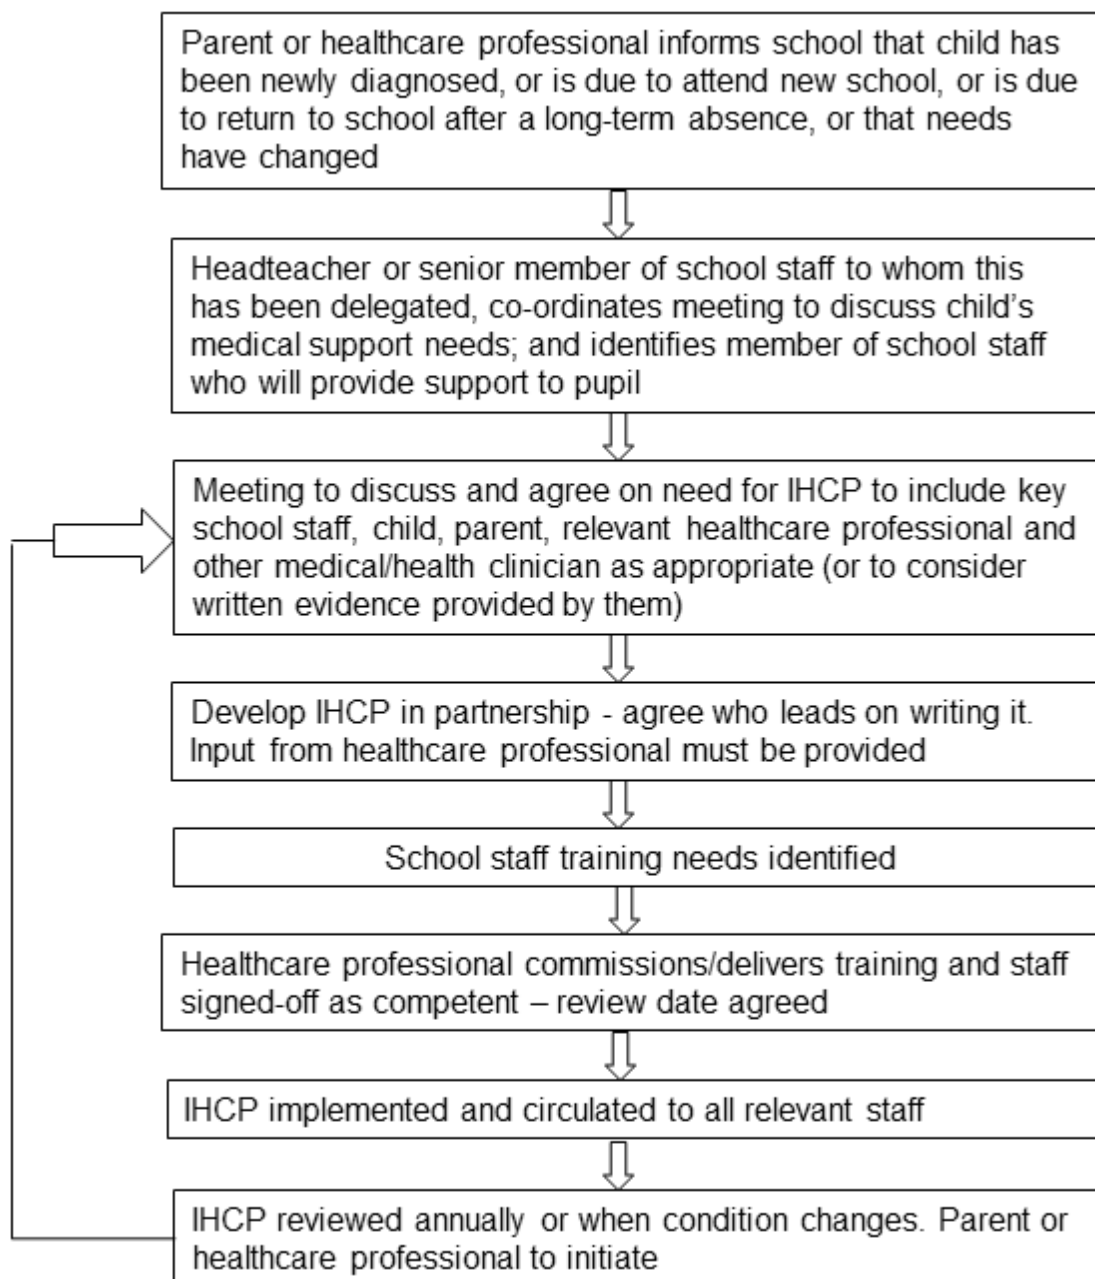 Parent or healthcare professional informs school that child has
been newly diagnosed, or is due to attend new school, or is due
to return to school after a long-term absence, or that needs
have changed
Headteacher or senior member of school staff to whom this
has been delegated, co-ordinates meeting to discuss child's
medical support needs; and identifies member of school staff
who will provide support to pupil
Meeting to discuss and agree on need for IHCP to include key
school staff, child, parent, relevant healthcare professional and
other medical/health clinician as appropriate (or to consider
written evidence provided by them)
Develop IHCP in partnership - agree who leads on writing it.
Input from healthcare professional must be provided
School staff training needs identified
Healthcare professional commissions/delivers training and staff
signed-off as competent – review date agreed
IHCP implemented and circulated to all relevant staff
IHCP reviewed annually or when condition changes. Parent or
healthcare professional to initiate